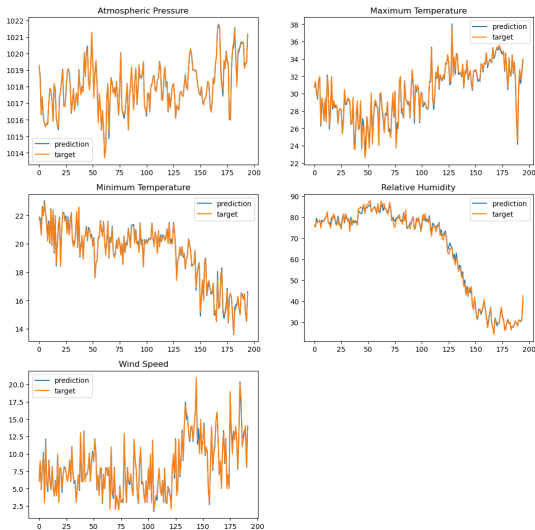 Atmospheric Pressure
1022
1021
1020
1019
1018
1017
1016
1015
1014
prediction
target
0 25 50 75 100 125 150 175 200
Maximum Temperature
38
36
34
32
30
28
26
24
22
prediction
target
0 25 50 75 100 125 150 175 200
Minimum Temperature
22
20
18
16
14
prediction
target
0 25 50 75 100 125 150 175 200
Relative Humidity
90
80
70
60
50
40
30
prediction
target
0 25 50 75 100 125 150 175 200
Wind Speed
20.0
17.5
15.0
12.5
10.0
7.5
5.0
2.5
prediction
target
0 25 50 75 100 125 150 175 200